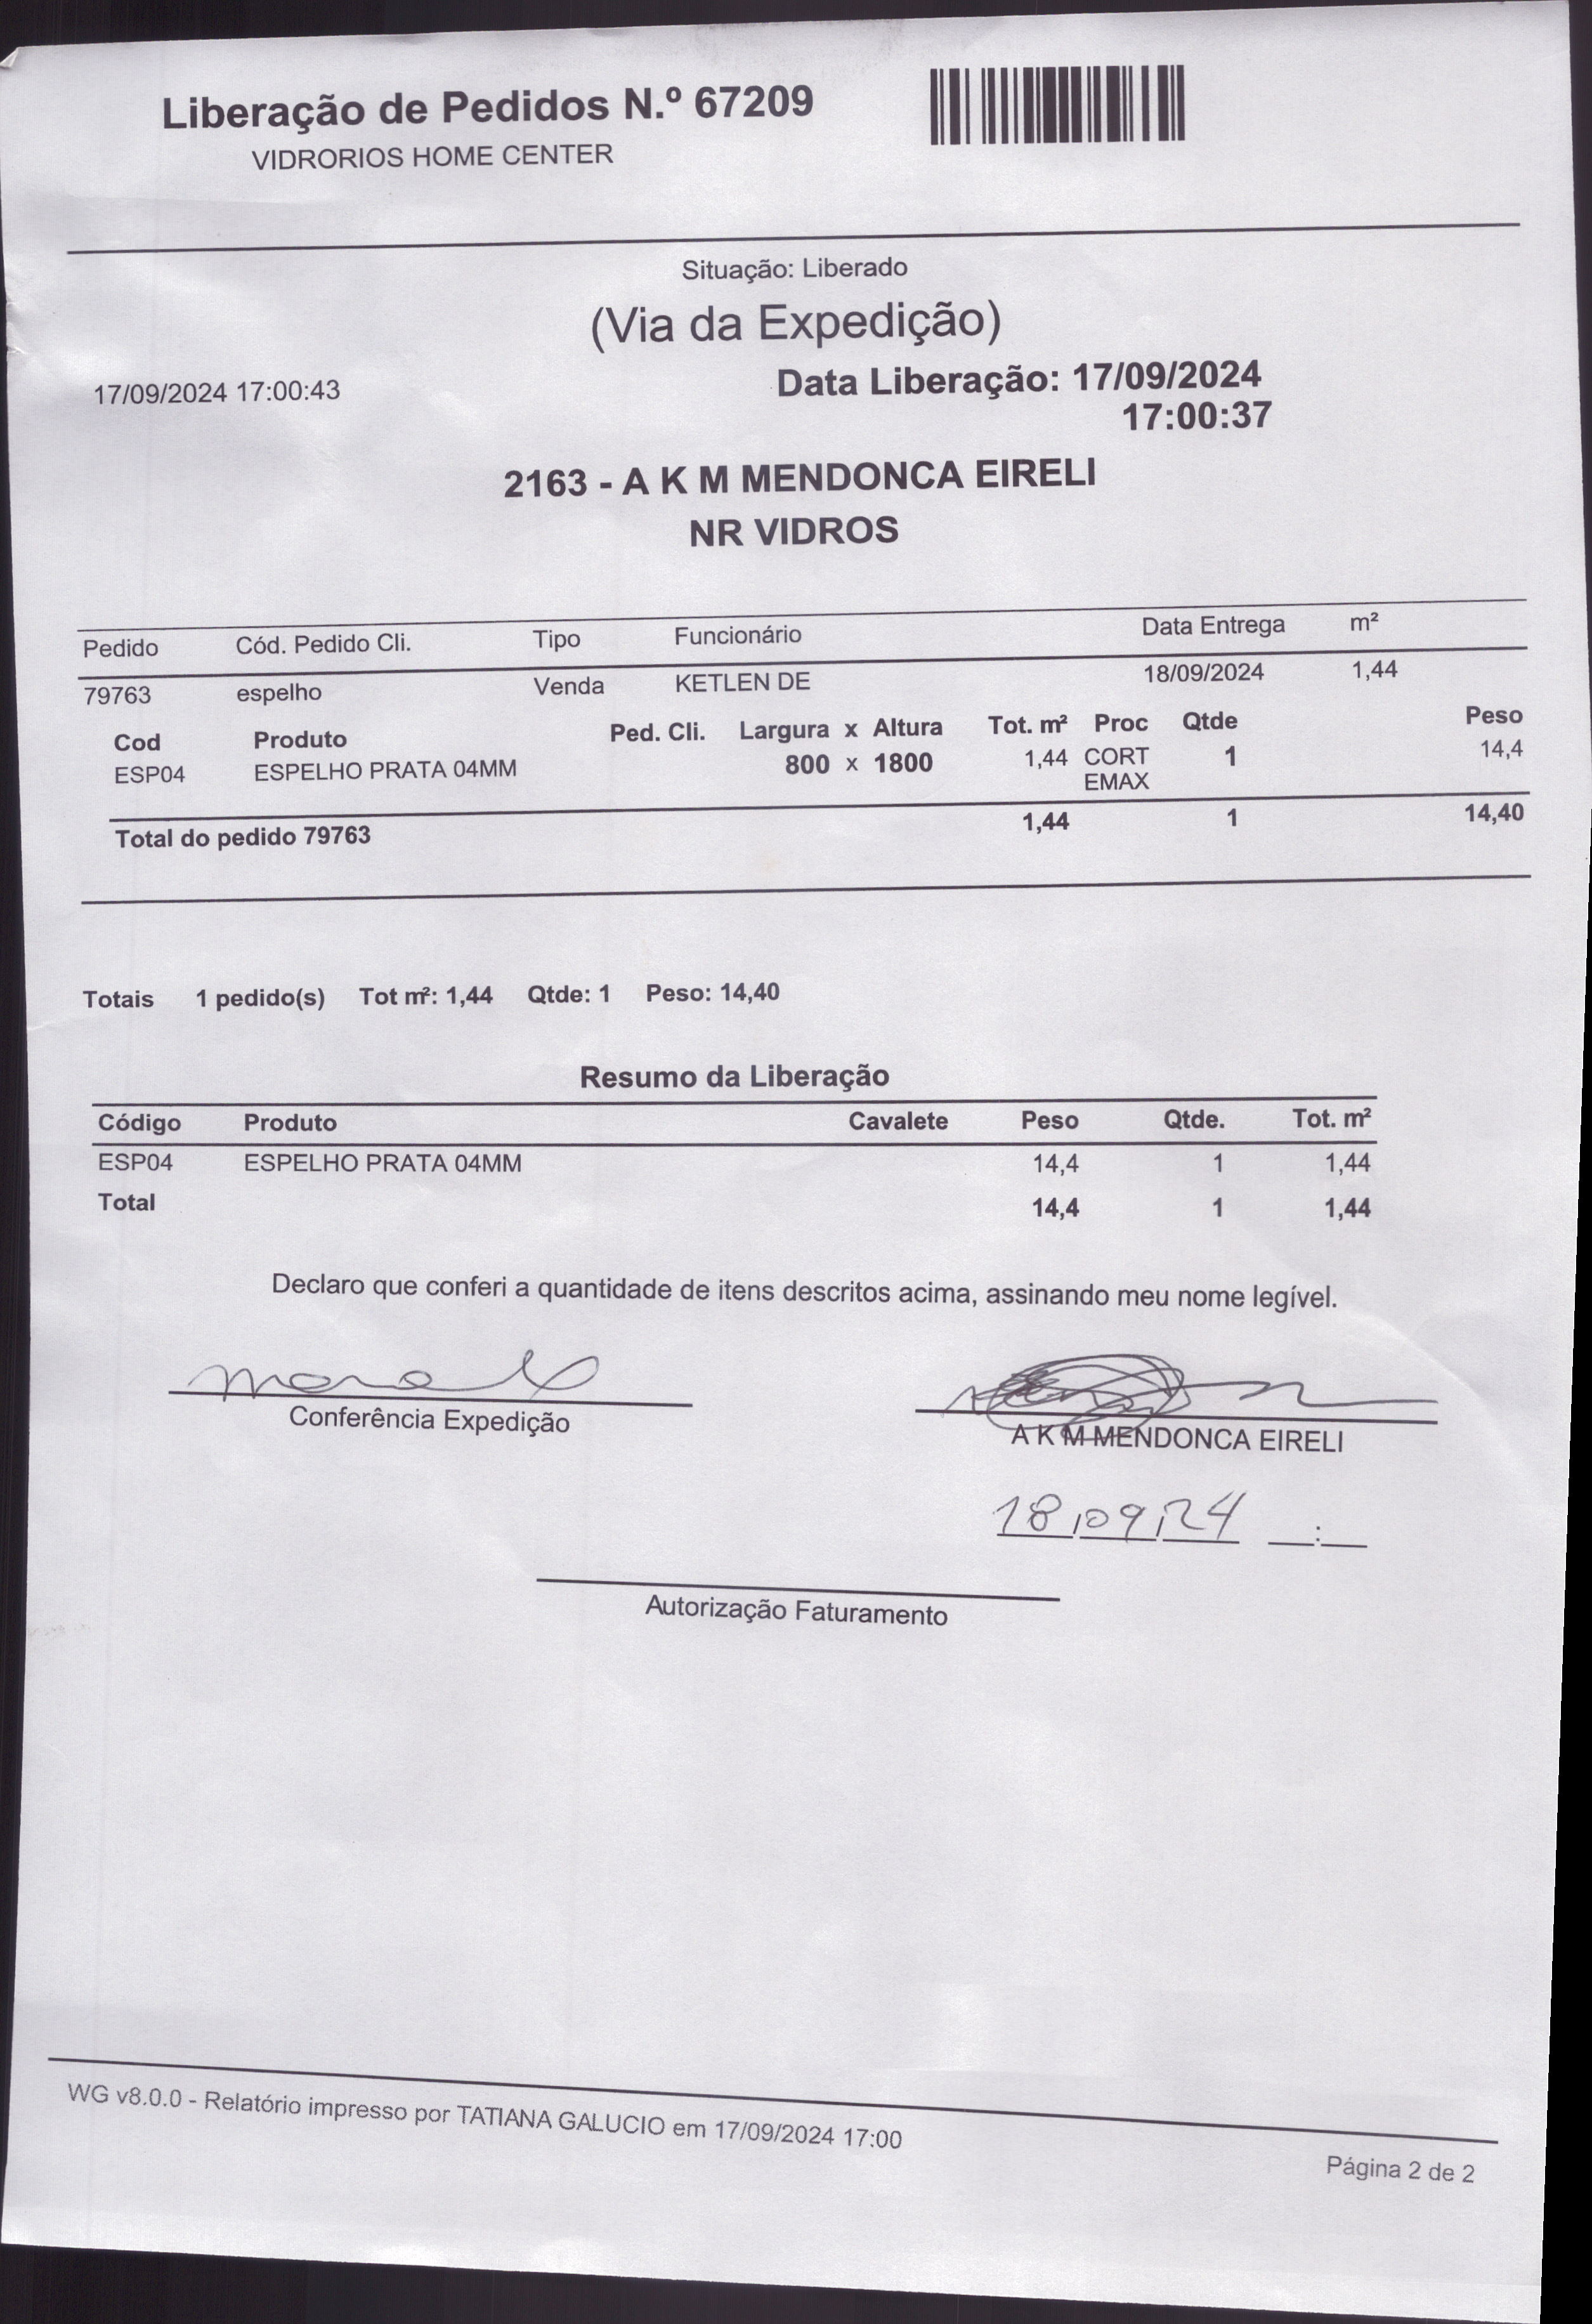 Liberação de Pedidos N.º 67209
VIDRORIOS HOME CENTER
Situação: Liberado
(Via da Expedição)
17/09/2024 17:00:43
Data Liberação: 17/09/2024
17:00:37
2163 - A K M MENDONCA EIRELI
NR VIDROS
Pedido Cód. Pedido Cli. Tipo Funcionário Data Entrega m²
79763 espelho Venda KETLEN DE 18/09/2024 1,44
Cod Produto Ped. Cli. Largura x Altura Tot. m² Proc Qtde Peso
ESP04 ESPELHO PRATA 04MM 800 x 1800 1,44 CORT 1 14,4
EMAX
Total do pedido 79763 1,44 1 14,40
Totais 1 pedido(s) Tot m²: 1,44 Qtde: 1 Peso: 14,40
Resumo da Liberação
Código Produto Cavalete Peso Qtde. Tot. m²
ESP04 ESPELHO PRATA 04MM 14,4 1 1,44
Total 14,4 1 1,44
Declaro que conferi a quantidade de itens descritos acima, assinando meu nome legível.
Conferência Expedição
A K M MENDONCA EIRELI
18/09/24 __:__
Autorização Faturamento
WG v8.0.0 - Relatório impresso por TATIANA GALUCIO em 17/09/2024 17:00
Página 2 de 2